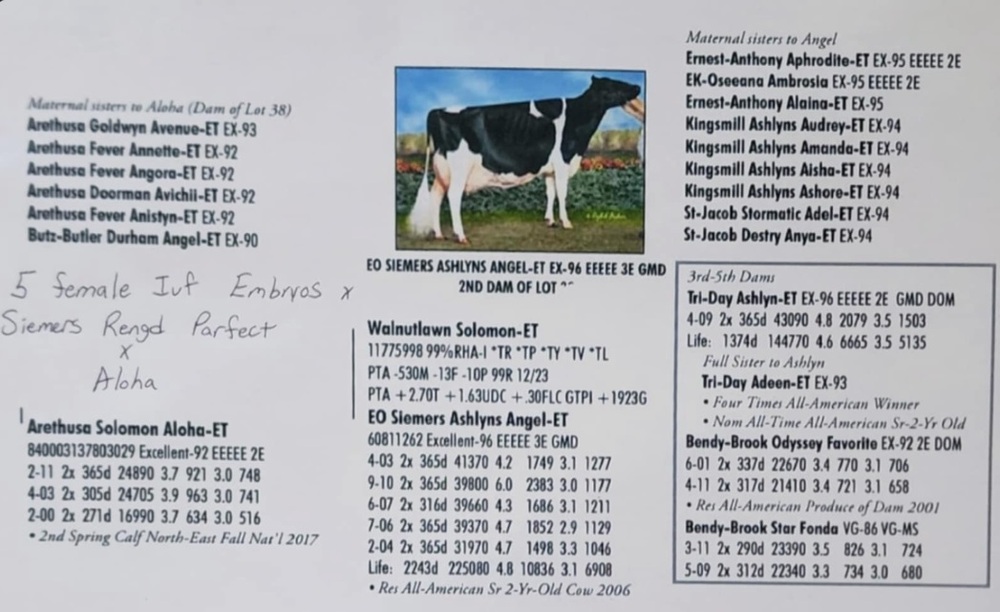 Maternal sisters to Aloha (Dam of Lot 38)
Arethusa Goldwyn Avenue-ET EX-93
Arethusa Fever Annette-ET EX-92
Arethusa Fever Angora-ET EX-92
Arethusa Doorman Avichii-ET EX-92
Arethusa Fever Anistyn-ET EX-92
Butz-Butler Durham Angel-ET EX-90
5 female Ivf Embryos x
Siemers Rengd Parfect
x
Aloha
Arethusa Solomon Aloha-ET
840003137803029 Excellent-92 EEEEE 2E
2-11 2x 365d 24890 3.7 921 3.0 748
4-03 2x 305d 24705 3.9 963 3.0 741
2-00 2x 271d 16990 3.7 634 3.0 516
• 2nd Spring Calf North-East Fall Nat'l 2017
EO SIEMERS ASHLYNS ANGEL-ET EX-96 EEEEE 3E GMD
2ND DAM OF LOT
Walnutlawn Solomon-ET
11775998 99%RHA-I *TR *TP *TY *TV *TL
PTA -530M -13F -10P 99R 12/23
PTA +2.70T +1.63UDC +.30FLC GTPI +1923G
EO Siemers Ashlyns Angel-ET
60811262 Excellent-96 EEEEE 3E GMD
4-03 2x 365d 41370 4.2 1749 3.1 1277
9-10 2x 365d 39800 6.0 2383 3.0 1177
6-07 2x 316d 39660 4.3 1686 3.1 1211
7-06 2x 365d 39370 4.7 1852 2.9 1129
2-04 2x 365d 31970 4.7 1498 3.3 1046
Life: 2243d 225080 4.8 10836 3.1 6908
• Res All-American Sr 2-Yr-Old Cow 2006
Maternal sisters to Angel
Ernest-Anthony Aphrodite-ET EX-95 EEEEE 2E
EK-Oseeana Ambrosia EX-95 EEEEE 2E
Ernest-Anthony Alaina-ET EX-95
Kingsmill Ashlyns Audrey-ET EX-94
Kingsmill Ashlyns Amanda-ET EX-94
Kingsmill Ashlyns Aisha-ET EX-94
Kingsmill Ashlyns Ashore-ET EX-94
St-Jacob Stormatic Adel-ET EX-94
St-Jacob Destry Anya-ET EX-94
3rd-5th Dams
Tri-Day Ashlyn-ET EX-96 EEEEE 2E GMD DOM
4-09 2x 365d 43090 4.8 2079 3.5 1503
Life: 1374d 144770 4.6 6665 3.5 5135
Full Sister to Ashlyn
Tri-Day Adeen-ET EX-93
• Four Times All-American Winner
• Nom All-Time All-American Sr-2-Yr Old
Bendy-Brook Odyssey Favorite EX-92 2E DOM
6-01 2x 337d 22670 3.4 770 3.1 706
4-11 2x 317d 21410 3.4 721 3.1 658
• Res All-American Produce of Dam 2001
Bendy-Brook Star Fonda VG-86 VG-MS
3-11 2x 290d 23390 3.5 826 3.1 724
5-09 2x 312d 22340 3.3 734 3.0 680